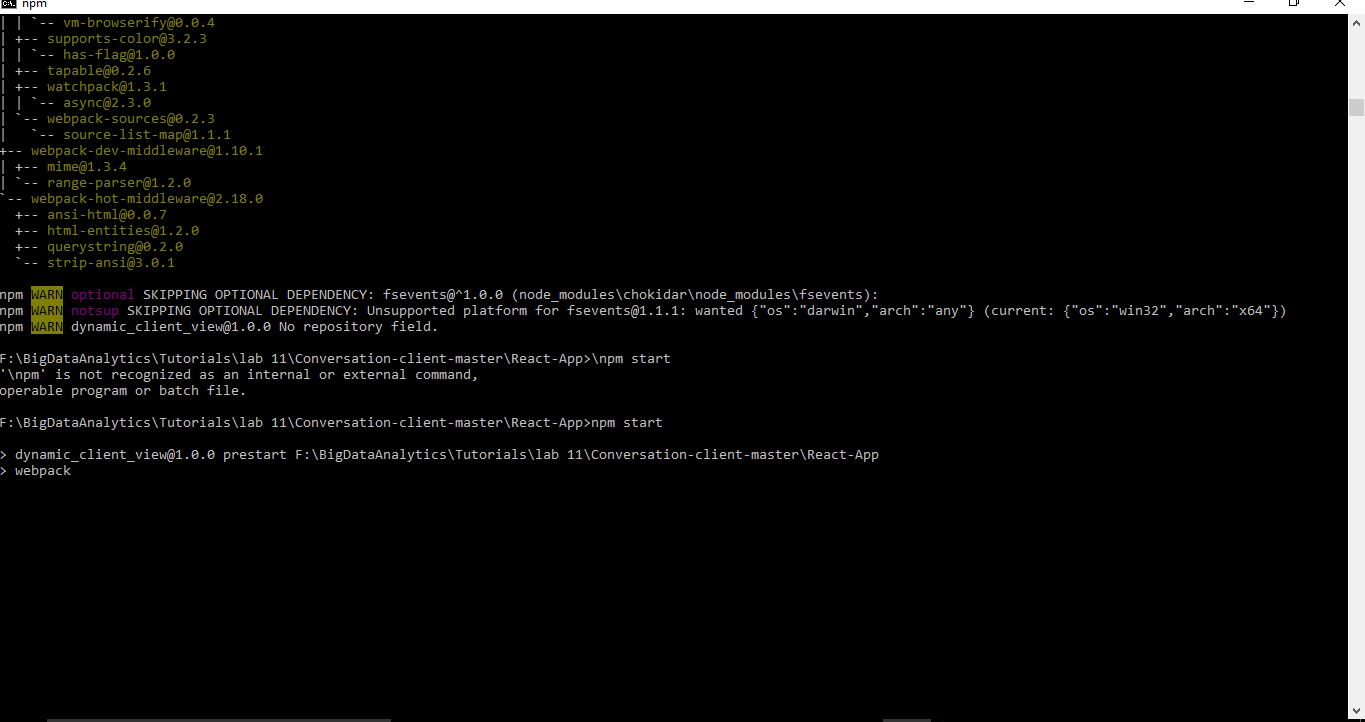 npm
| | `-- vm-browserify@0.0.4
| +-- supports-color@3.2.3
| | `-- has-flag@1.0.0
| +-- tapable@0.2.6
| +-- watchpack@1.3.1
| | `-- async@2.3.0
| `-- webpack-sources@0.2.3
|   `-- source-list-map@1.1.1
+-- webpack-dev-middleware@1.10.1
| +-- mime@1.3.4
| `-- range-parser@1.2.0
`-- webpack-hot-middleware@2.18.0
  +-- ansi-html@0.0.7
  +-- html-entities@1.2.0
  +-- querystring@0.2.0
  `-- strip-ansi@3.0.1
npm WARN optional SKIPPING OPTIONAL DEPENDENCY: fsevents@^1.0.0 (node_modules\chokidar\node_modules\fsevents):
npm WARN notsup SKIPPING OPTIONAL DEPENDENCY: Unsupported platform for fsevents@1.1.1: wanted {"os":"darwin","arch":"any"} (current: {"os":"win32","arch":"x64"})
npm WARN dynamic_client_view@1.0.0 No repository field.
F:\BigDataAnalytics\Tutorials\lab 11\Conversation-client-master\React-App>\npm start
'\npm' is not recognized as an internal or external command,
operable program or batch file.
F:\BigDataAnalytics\Tutorials\lab 11\Conversation-client-master\React-App>npm start
> dynamic_client_view@1.0.0 prestart F:\BigDataAnalytics\Tutorials\lab 11\Conversation-client-master\React-App
> webpack